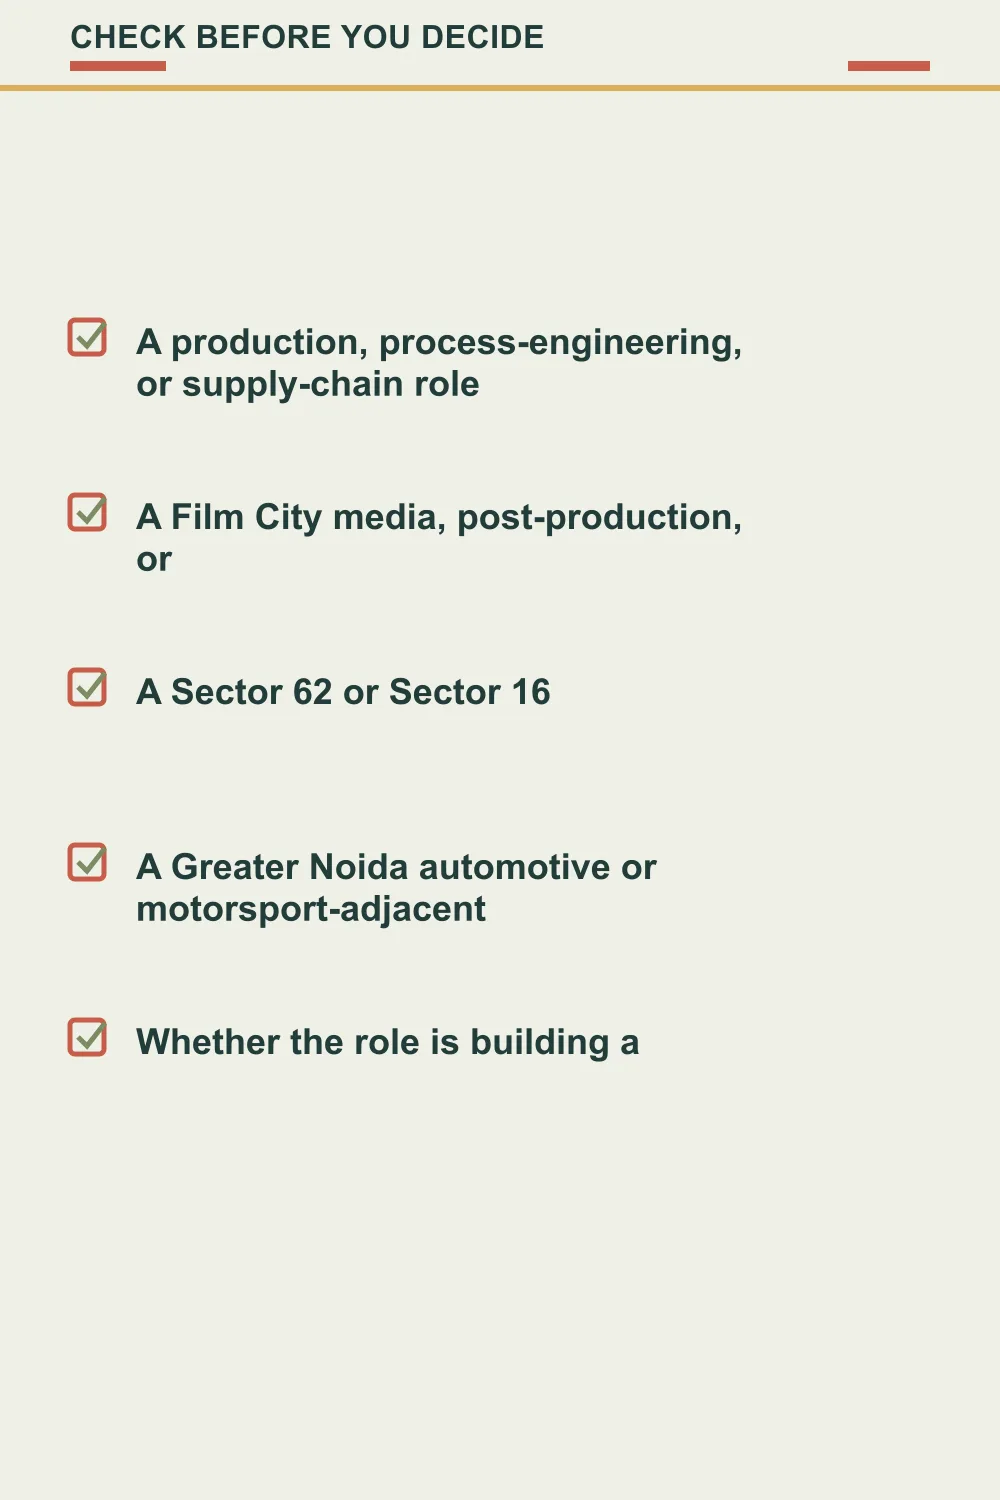 CHECK BEFORE YOU DECIDE
A production, process-engineering,
or supply-chain role
A Film City media, post-production,
or
A Sector 62 or Sector 16
A Greater Noida automotive or
motorsport-adjacent
Whether the role is building a